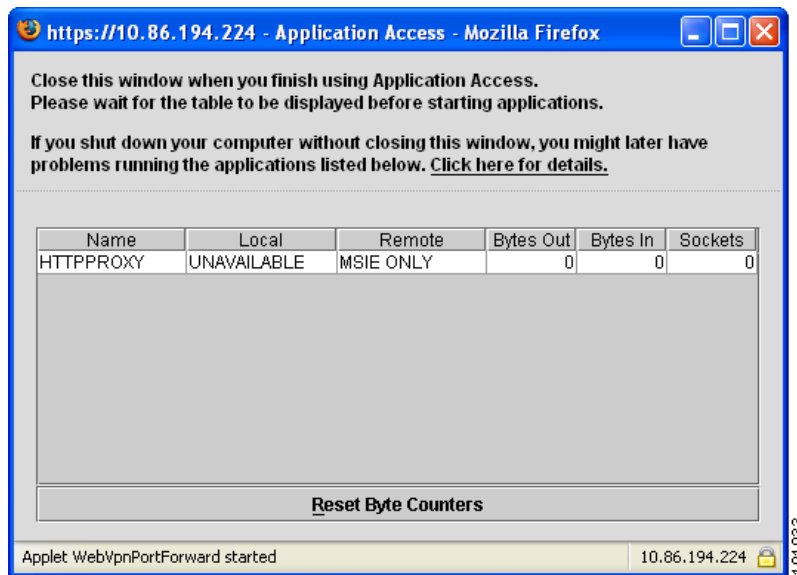 https://10.86.194.224 - Application Access - Mozilla Firefox
Close this window when you finish using Application Access.
Please wait for the table to be displayed before starting applications.
If you shut down your computer without closing this window, you might later have
problems running the applications listed below. Click here for details.
Name Local Remote Bytes Out Bytes In Sockets
HTTPPROXY UNAVAILABLE MSIE ONLY 0 0 0
Reset Byte Counters
Applet WebVpnPortForward started 10.86.194.224